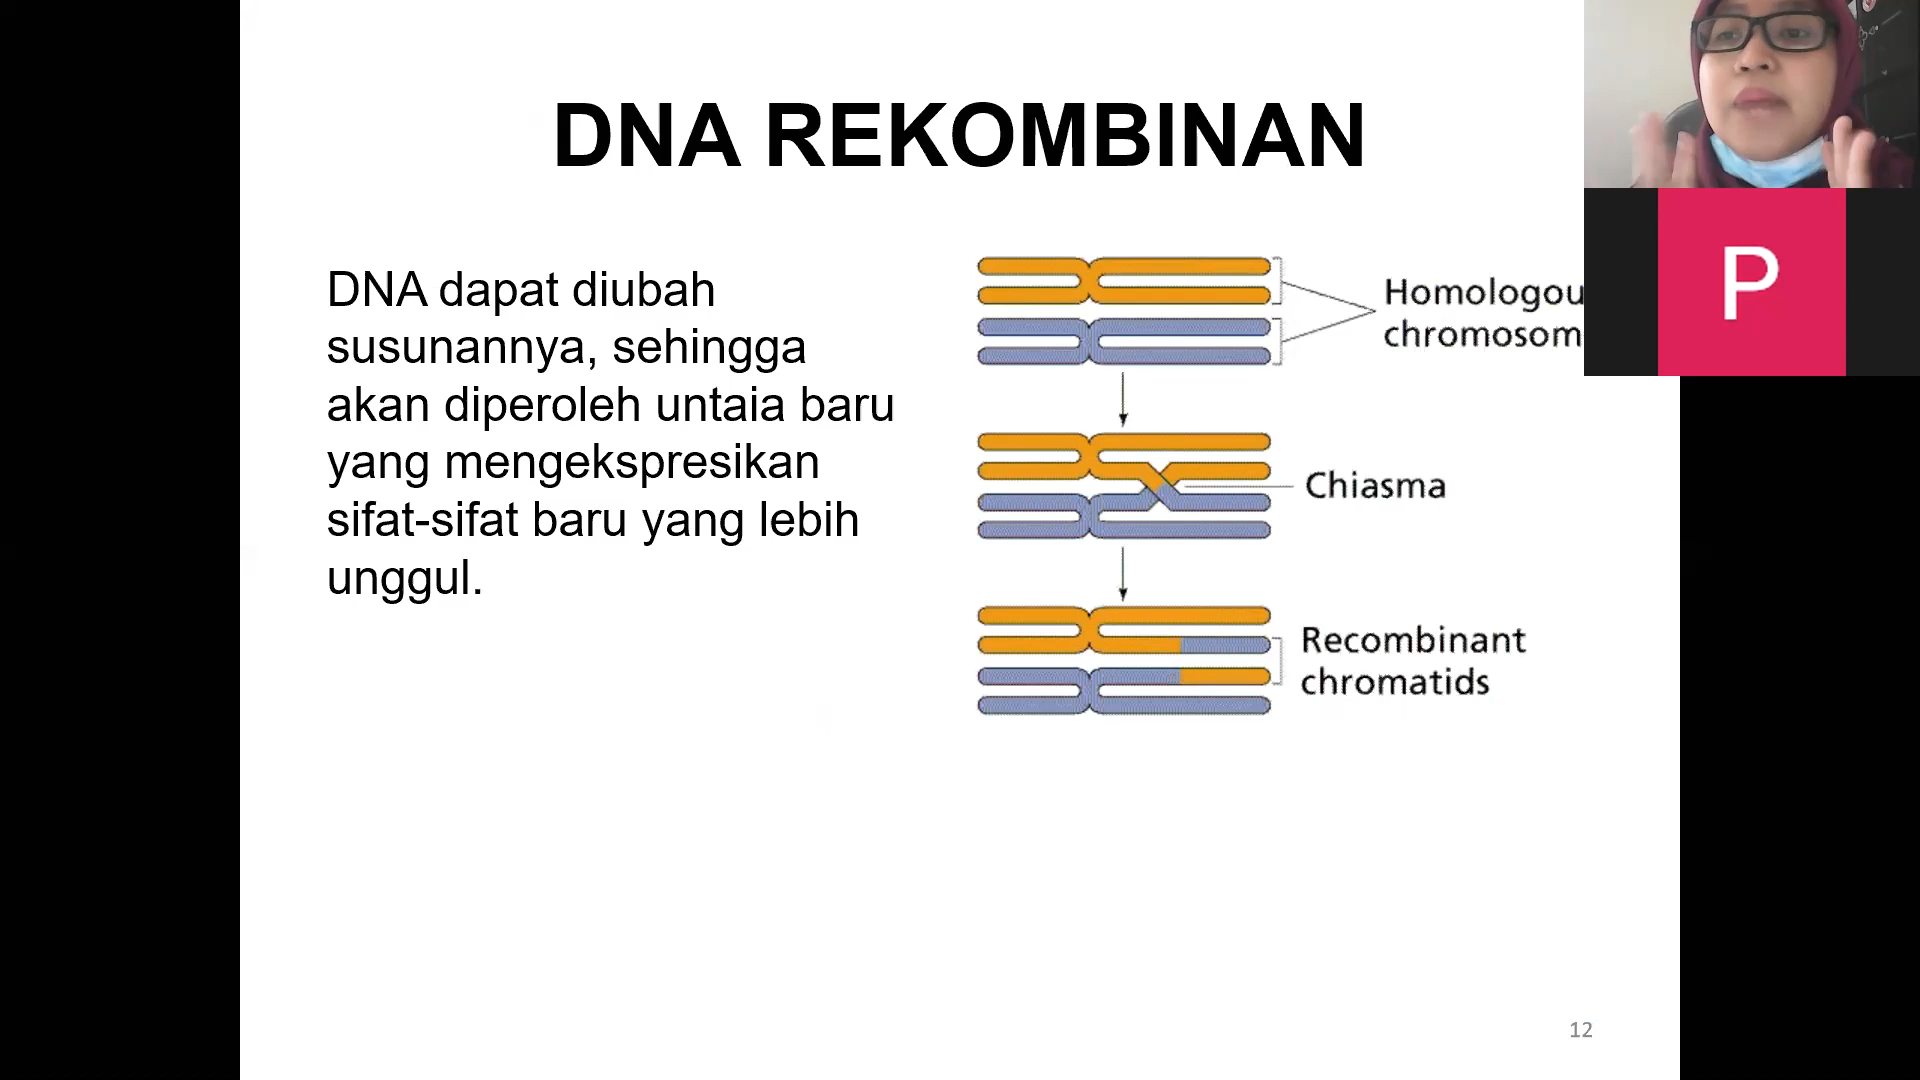 DNA REKOMBINAN
DNA dapat diubah
susunannya, sehingga
akan diperoleh untaia baru
yang mengekspresikan
sifat-sifat baru yang lebih
unggul.
Homologou
chromosom
Chiasma
Recombinant
chromatids
P
12